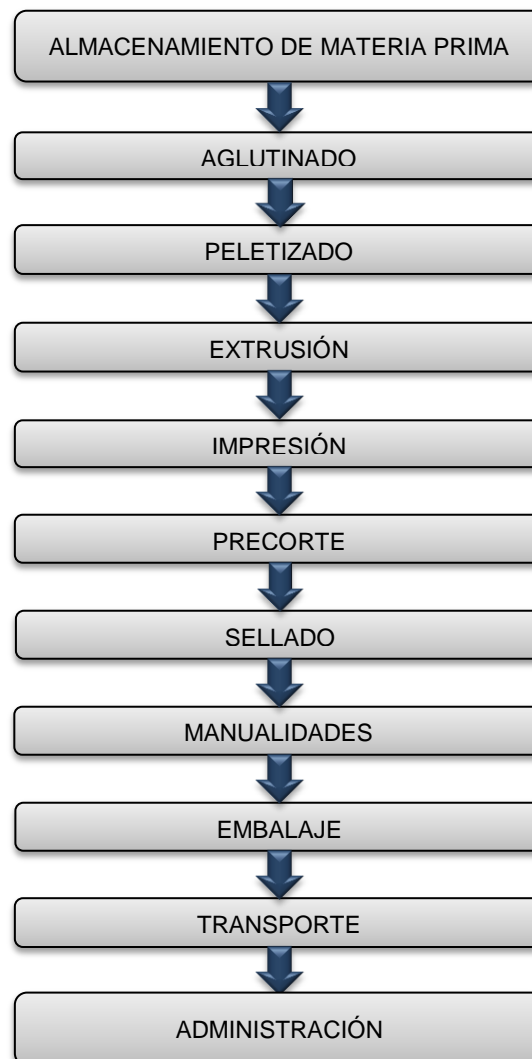 ALMACENAMIENTO DE MATERIA PRIMA
AGLUTINADO
PELETIZADO
EXTRUSIÓN
IMPRESIÓN
PRECORTE
SELLADO
MANUALIDADES
EMBALAJE
TRANSPORTE
ADMINISTRACIÓN